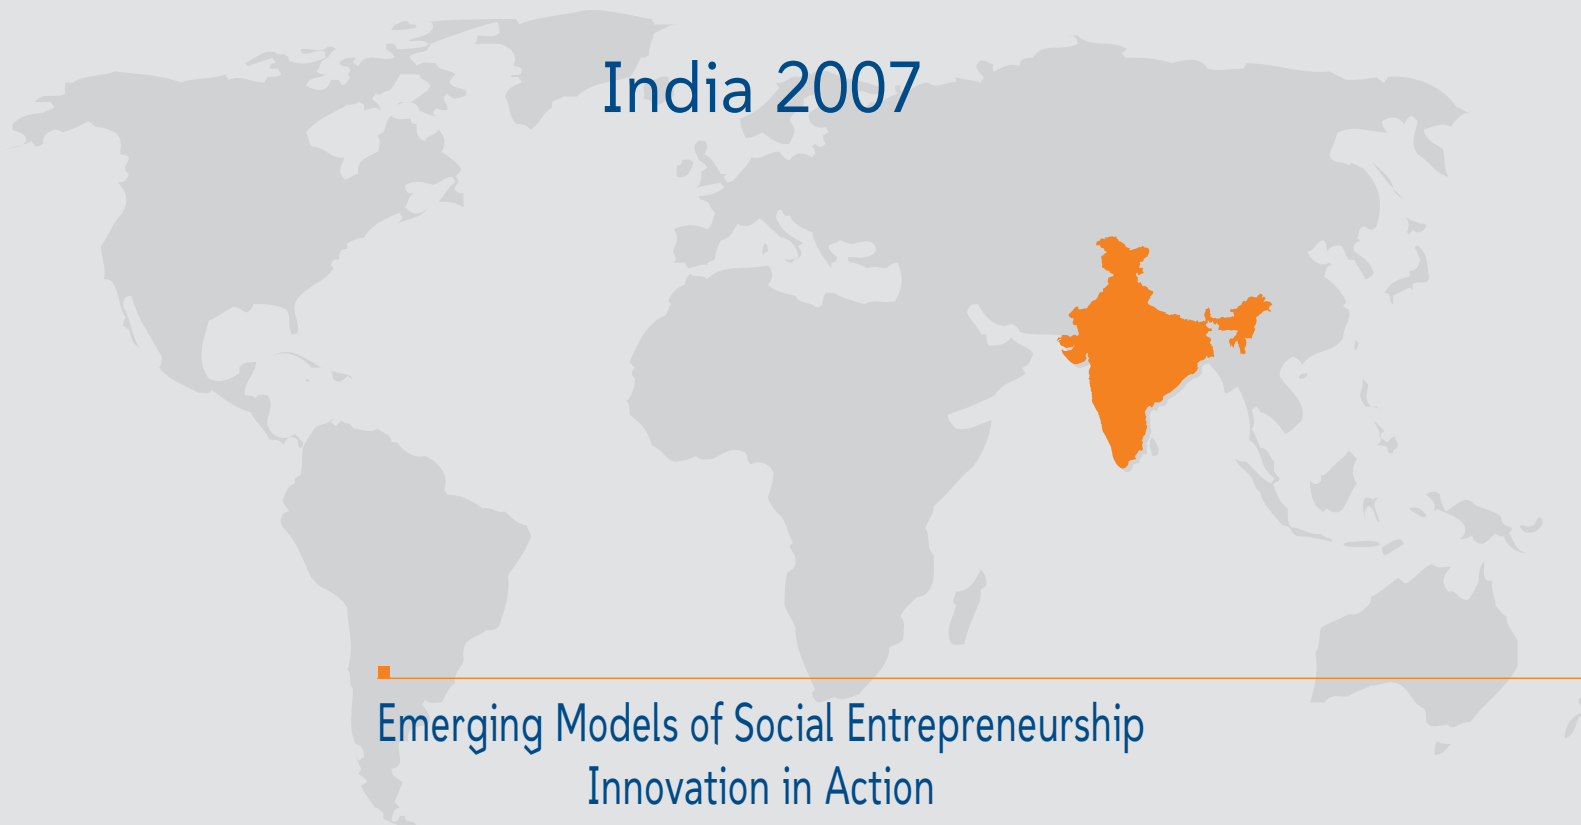 India 2007
Emerging Models of Social Entrepreneurship
Innovation in Action